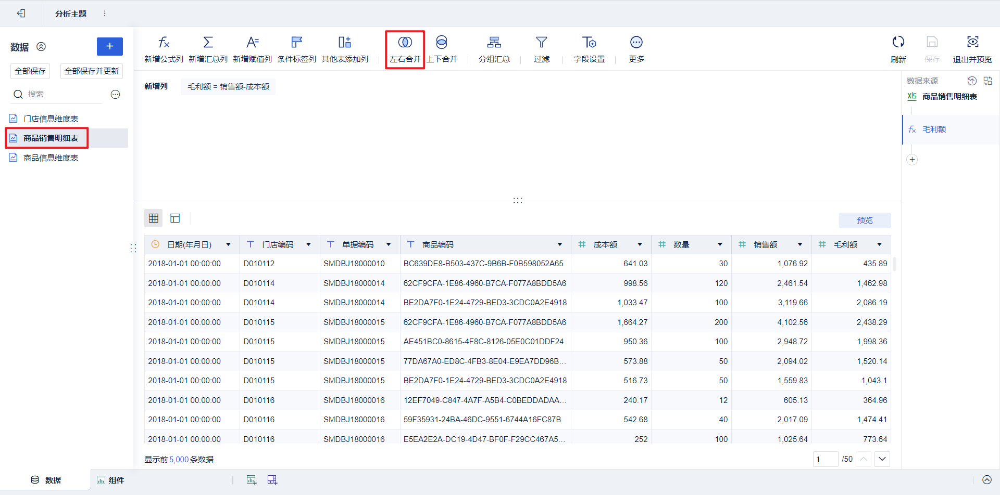 分析主题
数据
全部保存 全部保存并更新
搜索
门店信息维度表
商品销售明细表
商品信息维度表
新增公式列 新增汇总列 新增赋值列 条件标签列 其他表添加列 左右合并 上下合并 分组汇总 过滤 字段设置 更多 刷新 保存 退出并预览
新增列 毛利额 = 销售额-成本额
数据来源
商品销售明细表
毛利额
预览
日期(年月日) 门店编码 单据编码 商品编码 成本额 数量 销售额 毛利额
2018-01-01 00:00:00 D010112 SMDBJ18000010 BC639DE8-B503-437C-9B6B-F0B598052A65 641.03 30 1,076.92 435.89
2018-01-01 00:00:00 D010114 SMDBJ18000014 62CF9CFA-1E86-4960-B7CA-F077A8BDD5A6 998.56 120 2,461.54 1,462.98
2018-01-01 00:00:00 D010114 SMDBJ18000014 BE2DA7F0-1E24-4729-BED3-3CDC0A2E4918 1,033.47 100 3,119.66 2,086.19
2018-01-01 00:00:00 D010115 SMDBJ18000015 62CF9CFA-1E86-4960-B7CA-F077A8BDD5A6 1,664.27 200 4,102.56 2,438.29
2018-01-01 00:00:00 D010115 SMDBJ18000015 AE451BC0-8615-4F8C-8126-05E0C01DDF24 950.36 100 2,948.72 1,998.36
2018-01-01 00:00:00 D010115 SMDBJ18000015 77DA67A0-ED8C-4FB3-8E04-E9EA7DD96B... 573.88 50 2,094.02 1,520.14
2018-01-01 00:00:00 D010115 SMDBJ18000015 BE2DA7F0-1E24-4729-BED3-3CDC0A2E4918 516.73 50 1,559.83 1,043.1
2018-01-01 00:00:00 D010116 SMDBJ18000016 12EF7049-C847-4A7F-A5B4-C0BEDDADAA... 240.17 12 605.13 364.96
2018-01-01 00:00:00 D010116 SMDBJ18000016 59F35931-24BA-46DC-9551-6744A16FC87B 542.68 40 2,017.09 1,474.41
2018-01-01 00:00:00 D010116 SMDBJ18000016 E5EA2E2A-DC19-4D47-BF0F-F29CC467A5... 252 100 1,025.64 773.64
显示前 5,000 条数据 1 /50
数据 组件